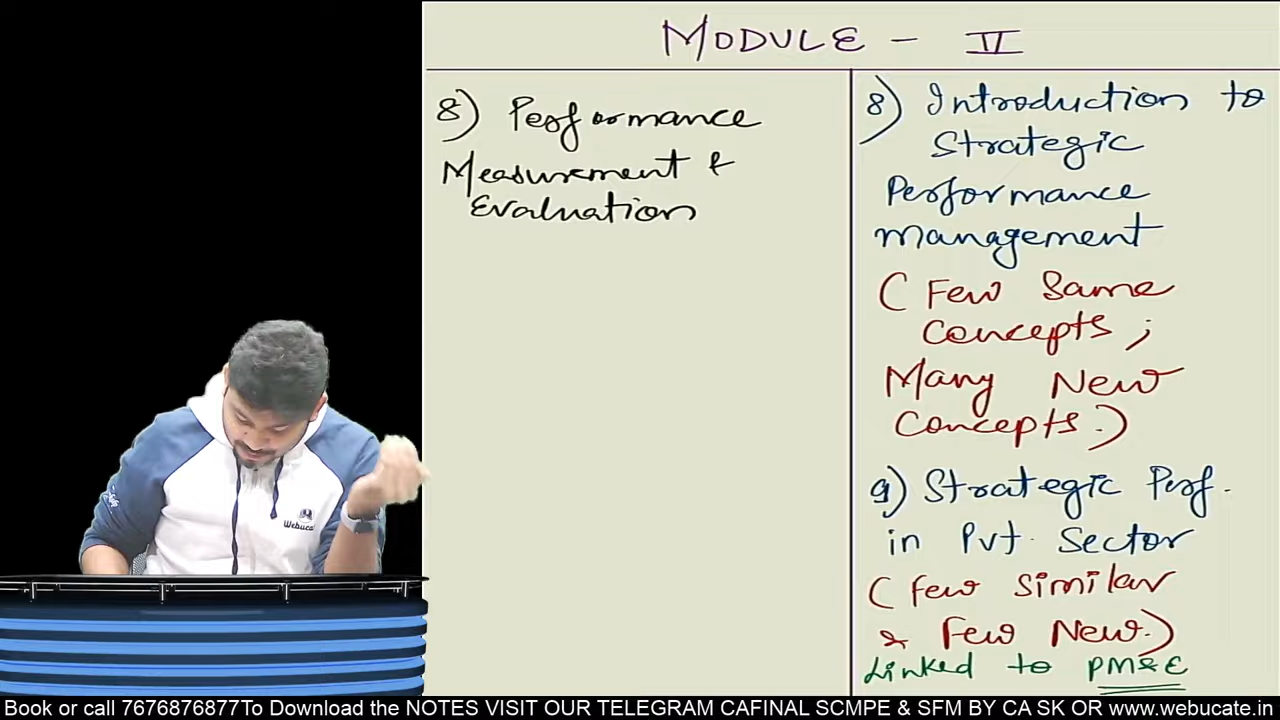 MODULE - II
8) Performance
Measurement &
Evaluation
8) Introduction to
Strategic
Performance
Management
( Few Same
Concepts ;
Many New
Concepts.)
9) Strategic Perf.
in Pvt. Sector
( Few Similar
& Few New.)
Linked to PM&E
Webuca
Book or call 7676876877To Download the NOTES VISIT OUR TELEGRAM CAFINAL SCMPE & SFM BY CA SK OR www.webucate.in